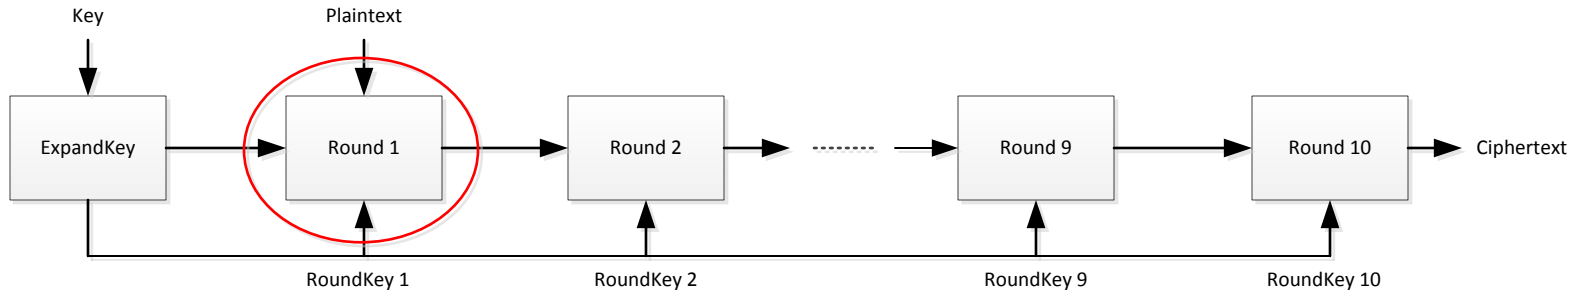 Key
Plaintext
ExpandKey
Round 1
Round 2
Round 9
Round 10
Ciphertext
RoundKey 1
RoundKey 2
RoundKey 9
RoundKey 10